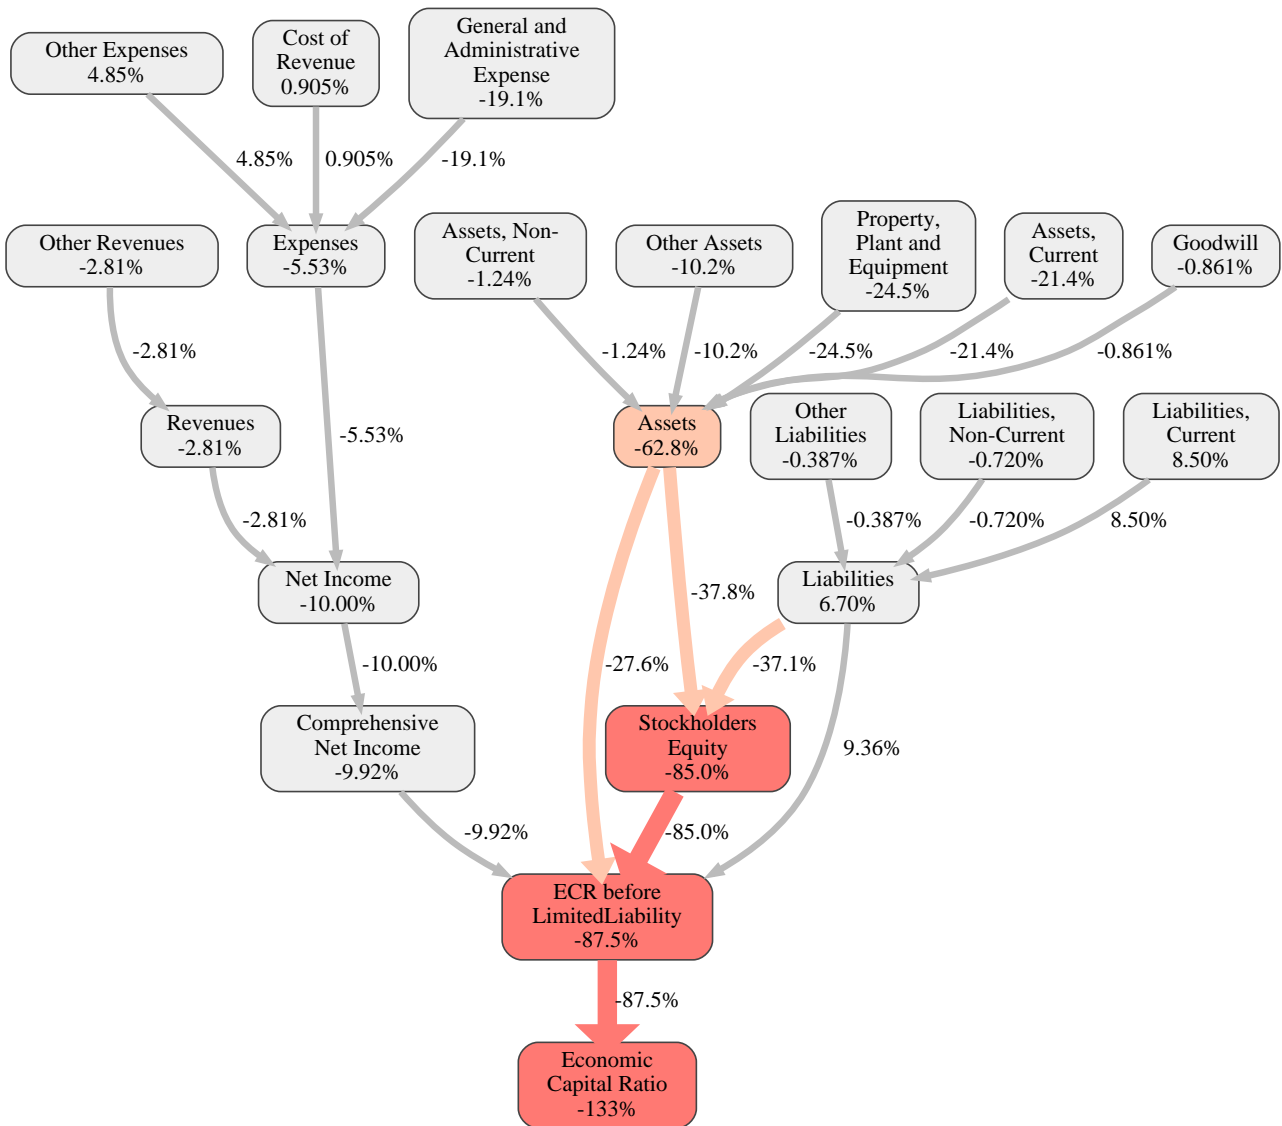 Other Expenses
4.85%
Cost of
Revenue
0.905%
General and
Administrative
Expense
-19.1%
4.85%
0.905%
-19.1%
Other Revenues
-2.81%
Expenses
-5.53%
Assets, Non-
Current
-1.24%
Other Assets
-10.2%
Property,
Plant and
Equipment
-24.5%
Assets,
Current
-21.4%
Goodwill
-0.861%
-2.81%
-1.24%
-10.2%
-24.5%
-21.4%
-0.861%
Revenues
-2.81%
-5.53%
Assets
-62.8%
Other
Liabilities
-0.387%
Liabilities,
Non-Current
-0.720%
Liabilities,
Current
8.50%
-2.81%
-0.387%
-0.720%
8.50%
Net Income
-10.00%
-37.8%
Liabilities
6.70%
-10.00%
-27.6%
-37.1%
Comprehensive
Net Income
-9.92%
Stockholders
Equity
-85.0%
9.36%
-9.92%
-85.0%
ECR before
LimitedLiability
-87.5%
-87.5%
Economic
Capital Ratio
-133%